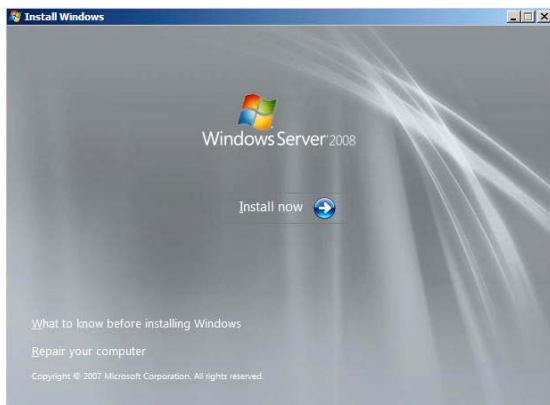 Install Windows
Windows Server 2008
Install now
What to know before installing Windows
Repair your computer
Copyright © 2007 Microsoft Corporation. All rights reserved.